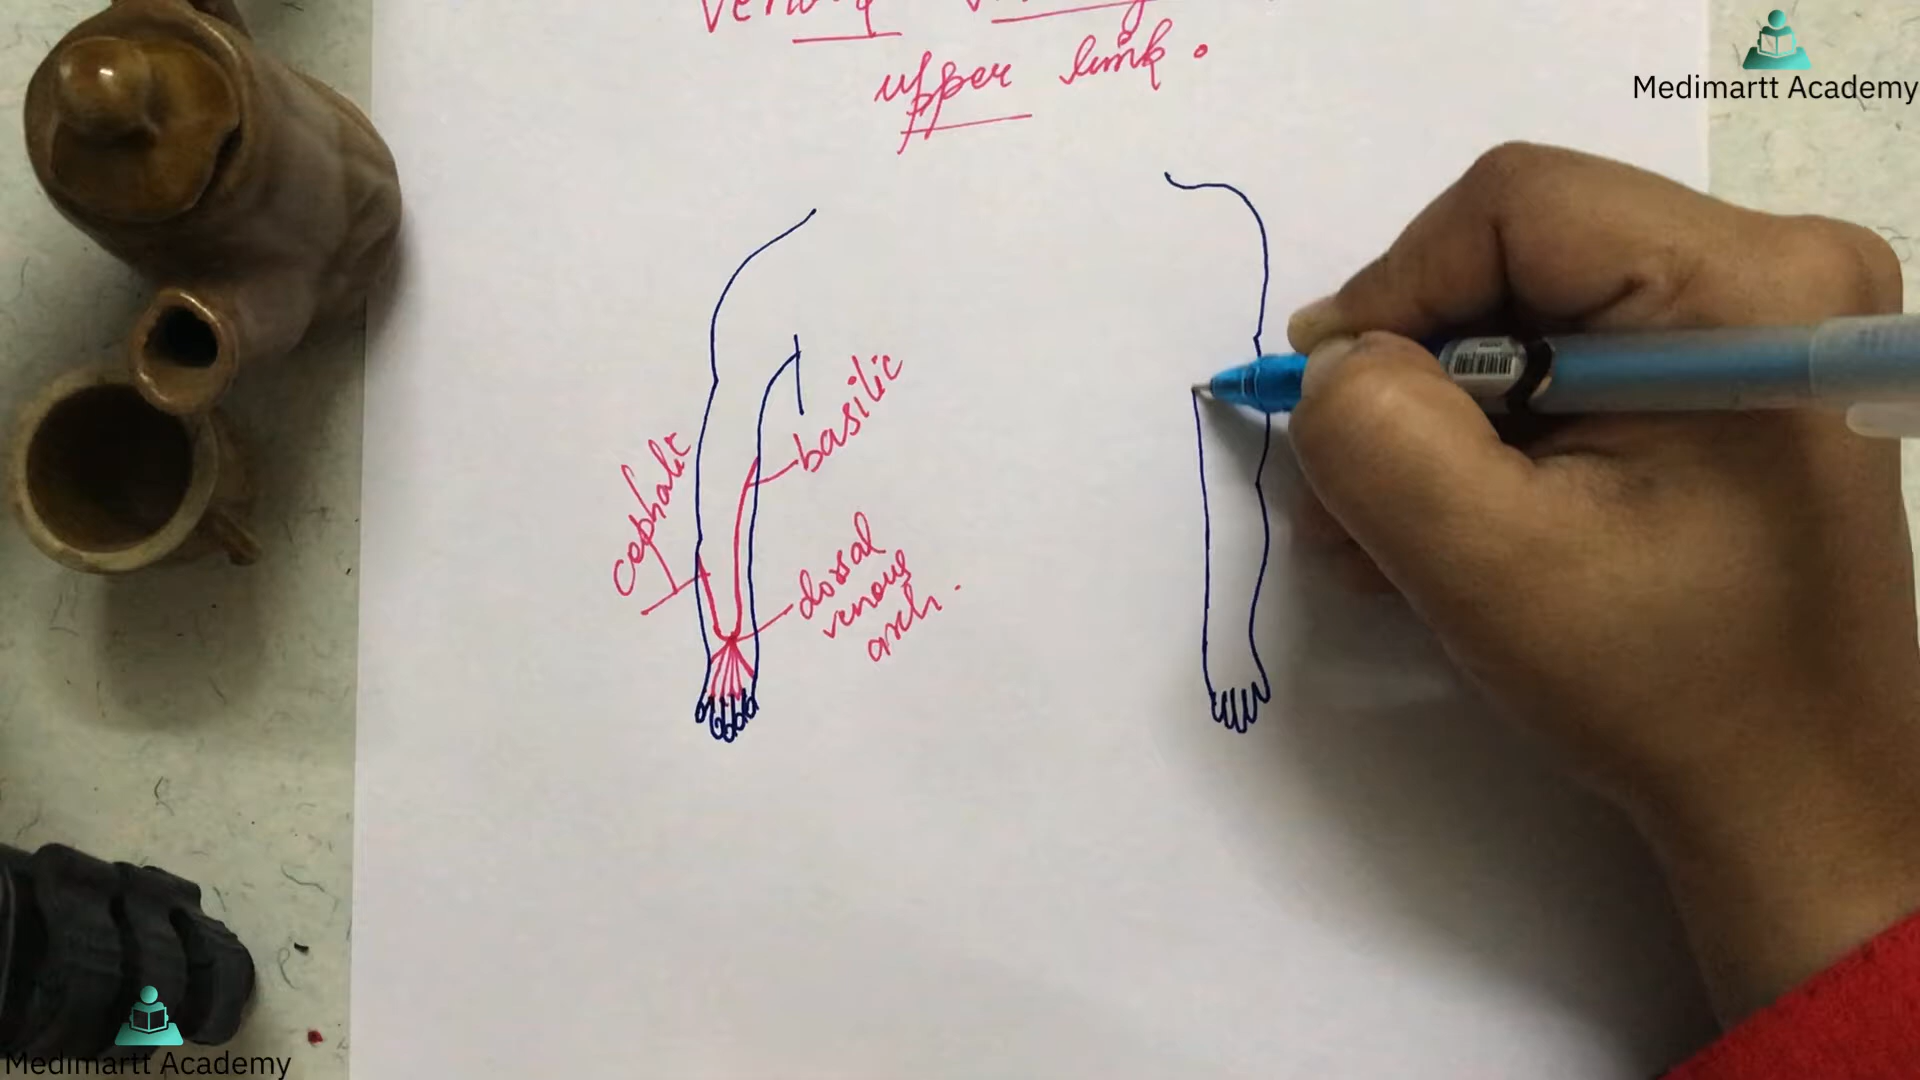 Medimartt Academy
upper limb.
cephalic
basilic
dorsal
venous
arch.
Medimartt Academy